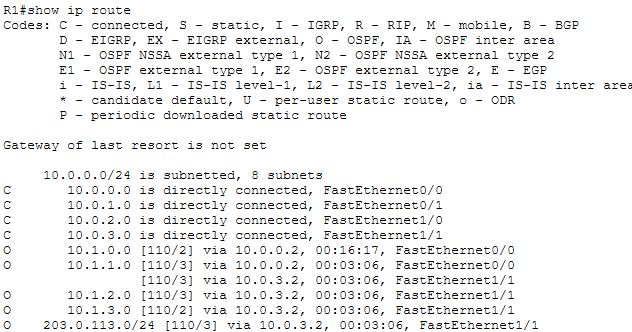 R1#show ip route
Codes: C - connected, S - static, I - IGRP, R - RIP, M - mobile, B - BGP
D - EIGRP, EX - EIGRP external, O - OSPF, IA - OSPF inter area
N1 - OSPF NSSA external type 1, N2 - OSPF NSSA external type 2
E1 - OSPF external type 1, E2 - OSPF external type 2, E - EGP
i - IS-IS, L1 - IS-IS level-1, L2 - IS-IS level-2, ia - IS-IS inter area
* - candidate default, U - per-user static route, o - ODR
P - periodic downloaded static route
Gateway of last resort is not set
10.0.0.0/24 is subnetted, 8 subnets
C 10.0.0.0 is directly connected, FastEthernet0/0
C 10.0.1.0 is directly connected, FastEthernet0/1
C 10.0.2.0 is directly connected, FastEthernet1/0
C 10.0.3.0 is directly connected, FastEthernet1/1
O 10.1.0.0 [110/2] via 10.0.0.2, 00:16:17, FastEthernet0/0
O 10.1.1.0 [110/3] via 10.0.0.2, 00:03:06, FastEthernet0/0
[110/3] via 10.0.3.2, 00:03:06, FastEthernet1/1
O 10.1.2.0 [110/3] via 10.0.3.2, 00:03:06, FastEthernet1/1
O 10.1.3.0 [110/2] via 10.0.3.2, 00:03:06, FastEthernet1/1
O 203.0.113.0/24 [110/3] via 10.0.3.2, 00:03:06, FastEthernet1/1